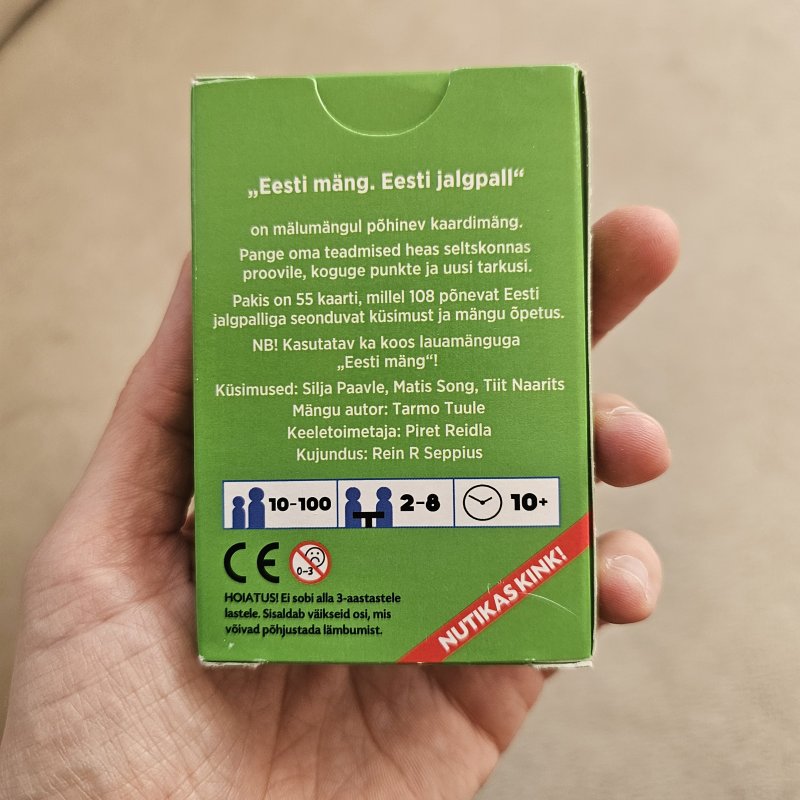 „Eesti mäng. Eesti jalgpall“
on mälumängul põhinev kaardimäng.
Pange oma teadmised heas seltskonnas
proovile, koguge punkte ja uusi tarkusi.
Pakis on 55 kaarti, millel 108 põnevat Eesti
jalgpalliga seonduvat küsimust ja mängu õpetus.
NB! Kasutatav ka koos lauamänguga
„Eesti mäng“!
Küsimused: Silja Paavle, Matis Song, Tiit Naarits
Mängu autor: Tarmo Tuule
Keeletoimetaja: Piret Reidla
Kujundus: Rein R Seppius
10-100 2-8 10+
CE 0-3
HOIATUS! Ei sobi alla 3-aastastele
lastele. Sisaldab väikseid osi, mis
võivad põhjustada lämbumist.
NUTIKAS KINK!